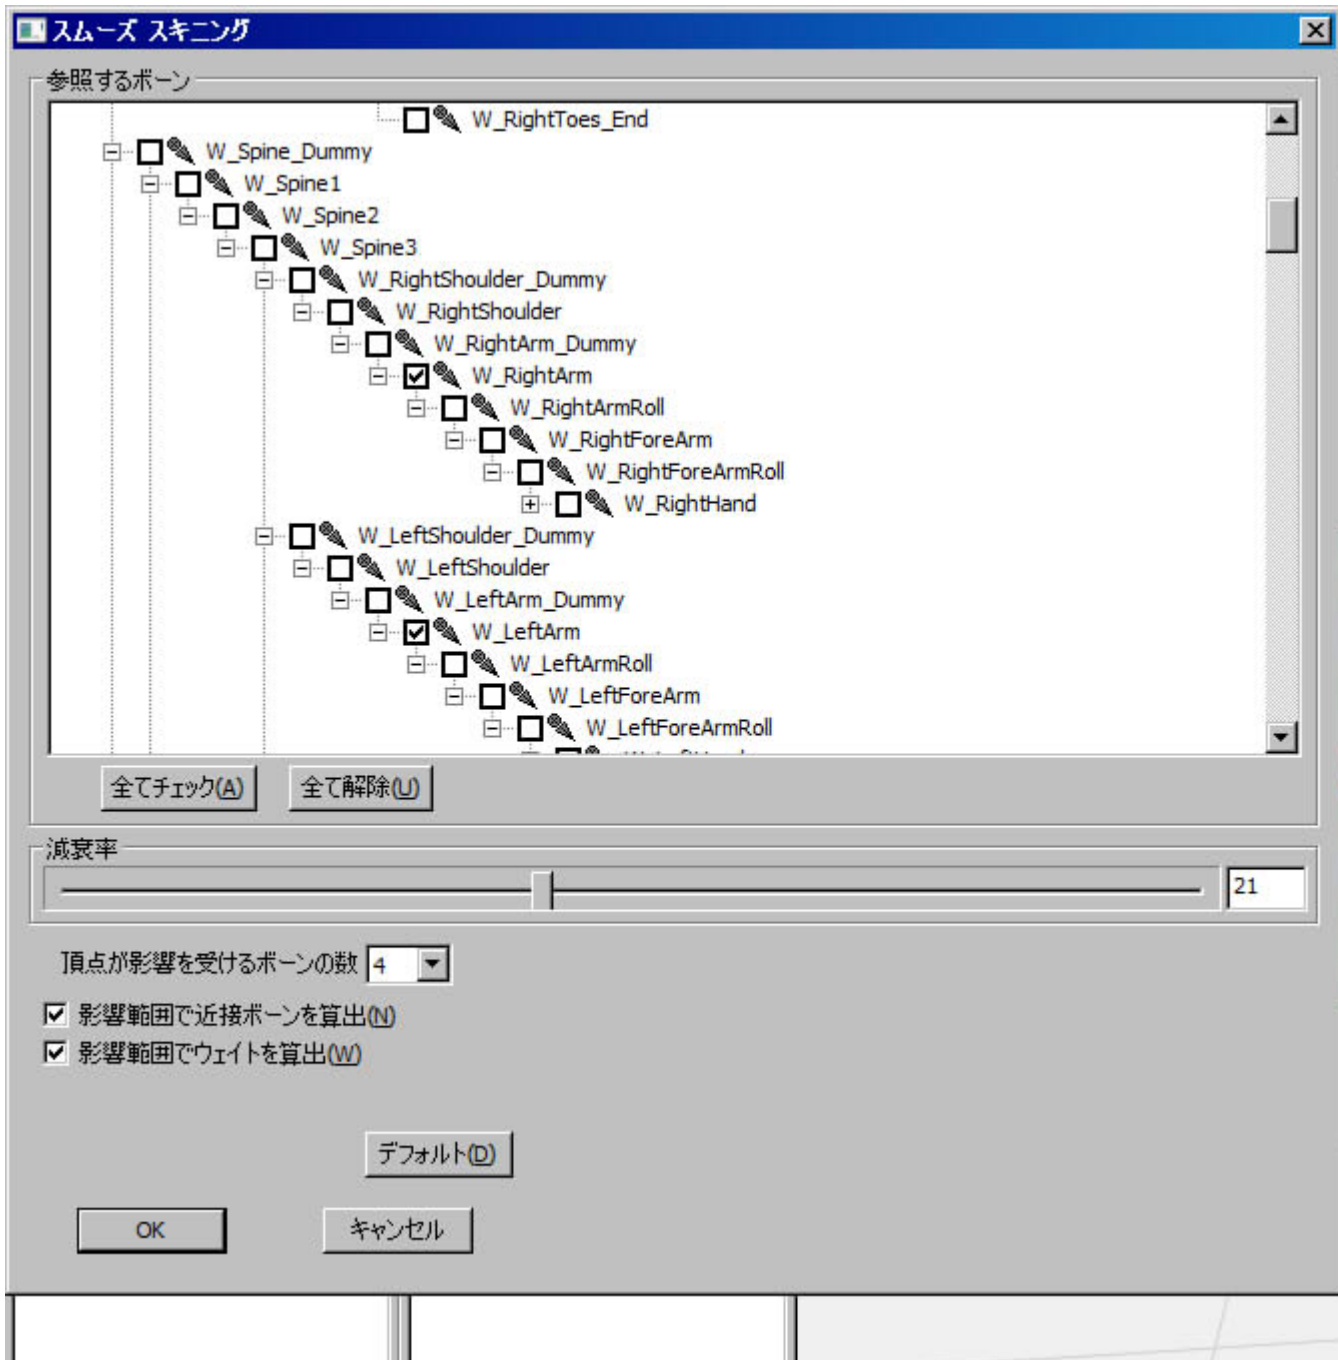 スムーズ スキニング
参照するボーン
W_RightToes_End
W_Spine_Dummy
W_Spine1
W_Spine2
W_Spine3
W_RightShoulder_Dummy
W_RightShoulder
W_RightArm_Dummy
W_RightArm
W_RightArmRoll
W_RightForeArm
W_RightForeArmRoll
W_RightHand
W_LeftShoulder_Dummy
W_LeftShoulder
W_LeftArm_Dummy
W_LeftArm
W_LeftArmRoll
W_LeftForeArm
W_LeftForeArmRoll
全てチェック(A) 全て解除(U)
減衰率
21
頂点が影響を受けるボーンの数 4
影響範囲で近接ボーンを算出(N)
影響範囲でウェイトを算出(W)
デフォルト(D)
OK キャンセル